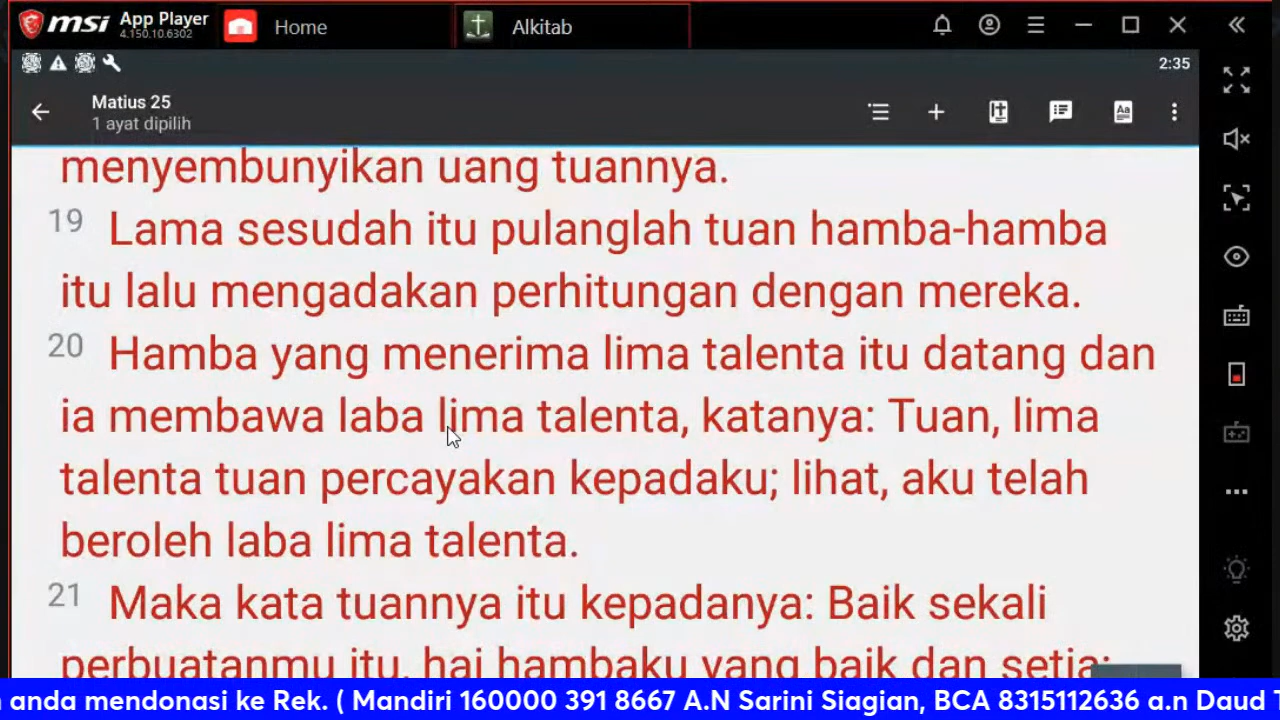 msi App Player
4.150.10.6302
Home
Alkitab
2:35
Matius 25
1 ayat dipilih
menyembunyikan uang tuannya.
19 Lama sesudah itu pulanglah tuan hamba-hamba
itu lalu mengadakan perhitungan dengan mereka.
20 Hamba yang menerima lima talenta itu datang dan
ia membawa laba lima talenta, katanya: Tuan, lima
talenta tuan percayakan kepadaku; lihat, aku telah
beroleh laba lima talenta.
21 Maka kata tuannya itu kepadanya: Baik sekali
perbuatanmu itu, hai hambaku yang baik dan setia;
anda mendonasi ke Rek. ( Mandiri 160000 391 8667 A.N Sarini Siagian, BCA 8315112636 a.n Daud